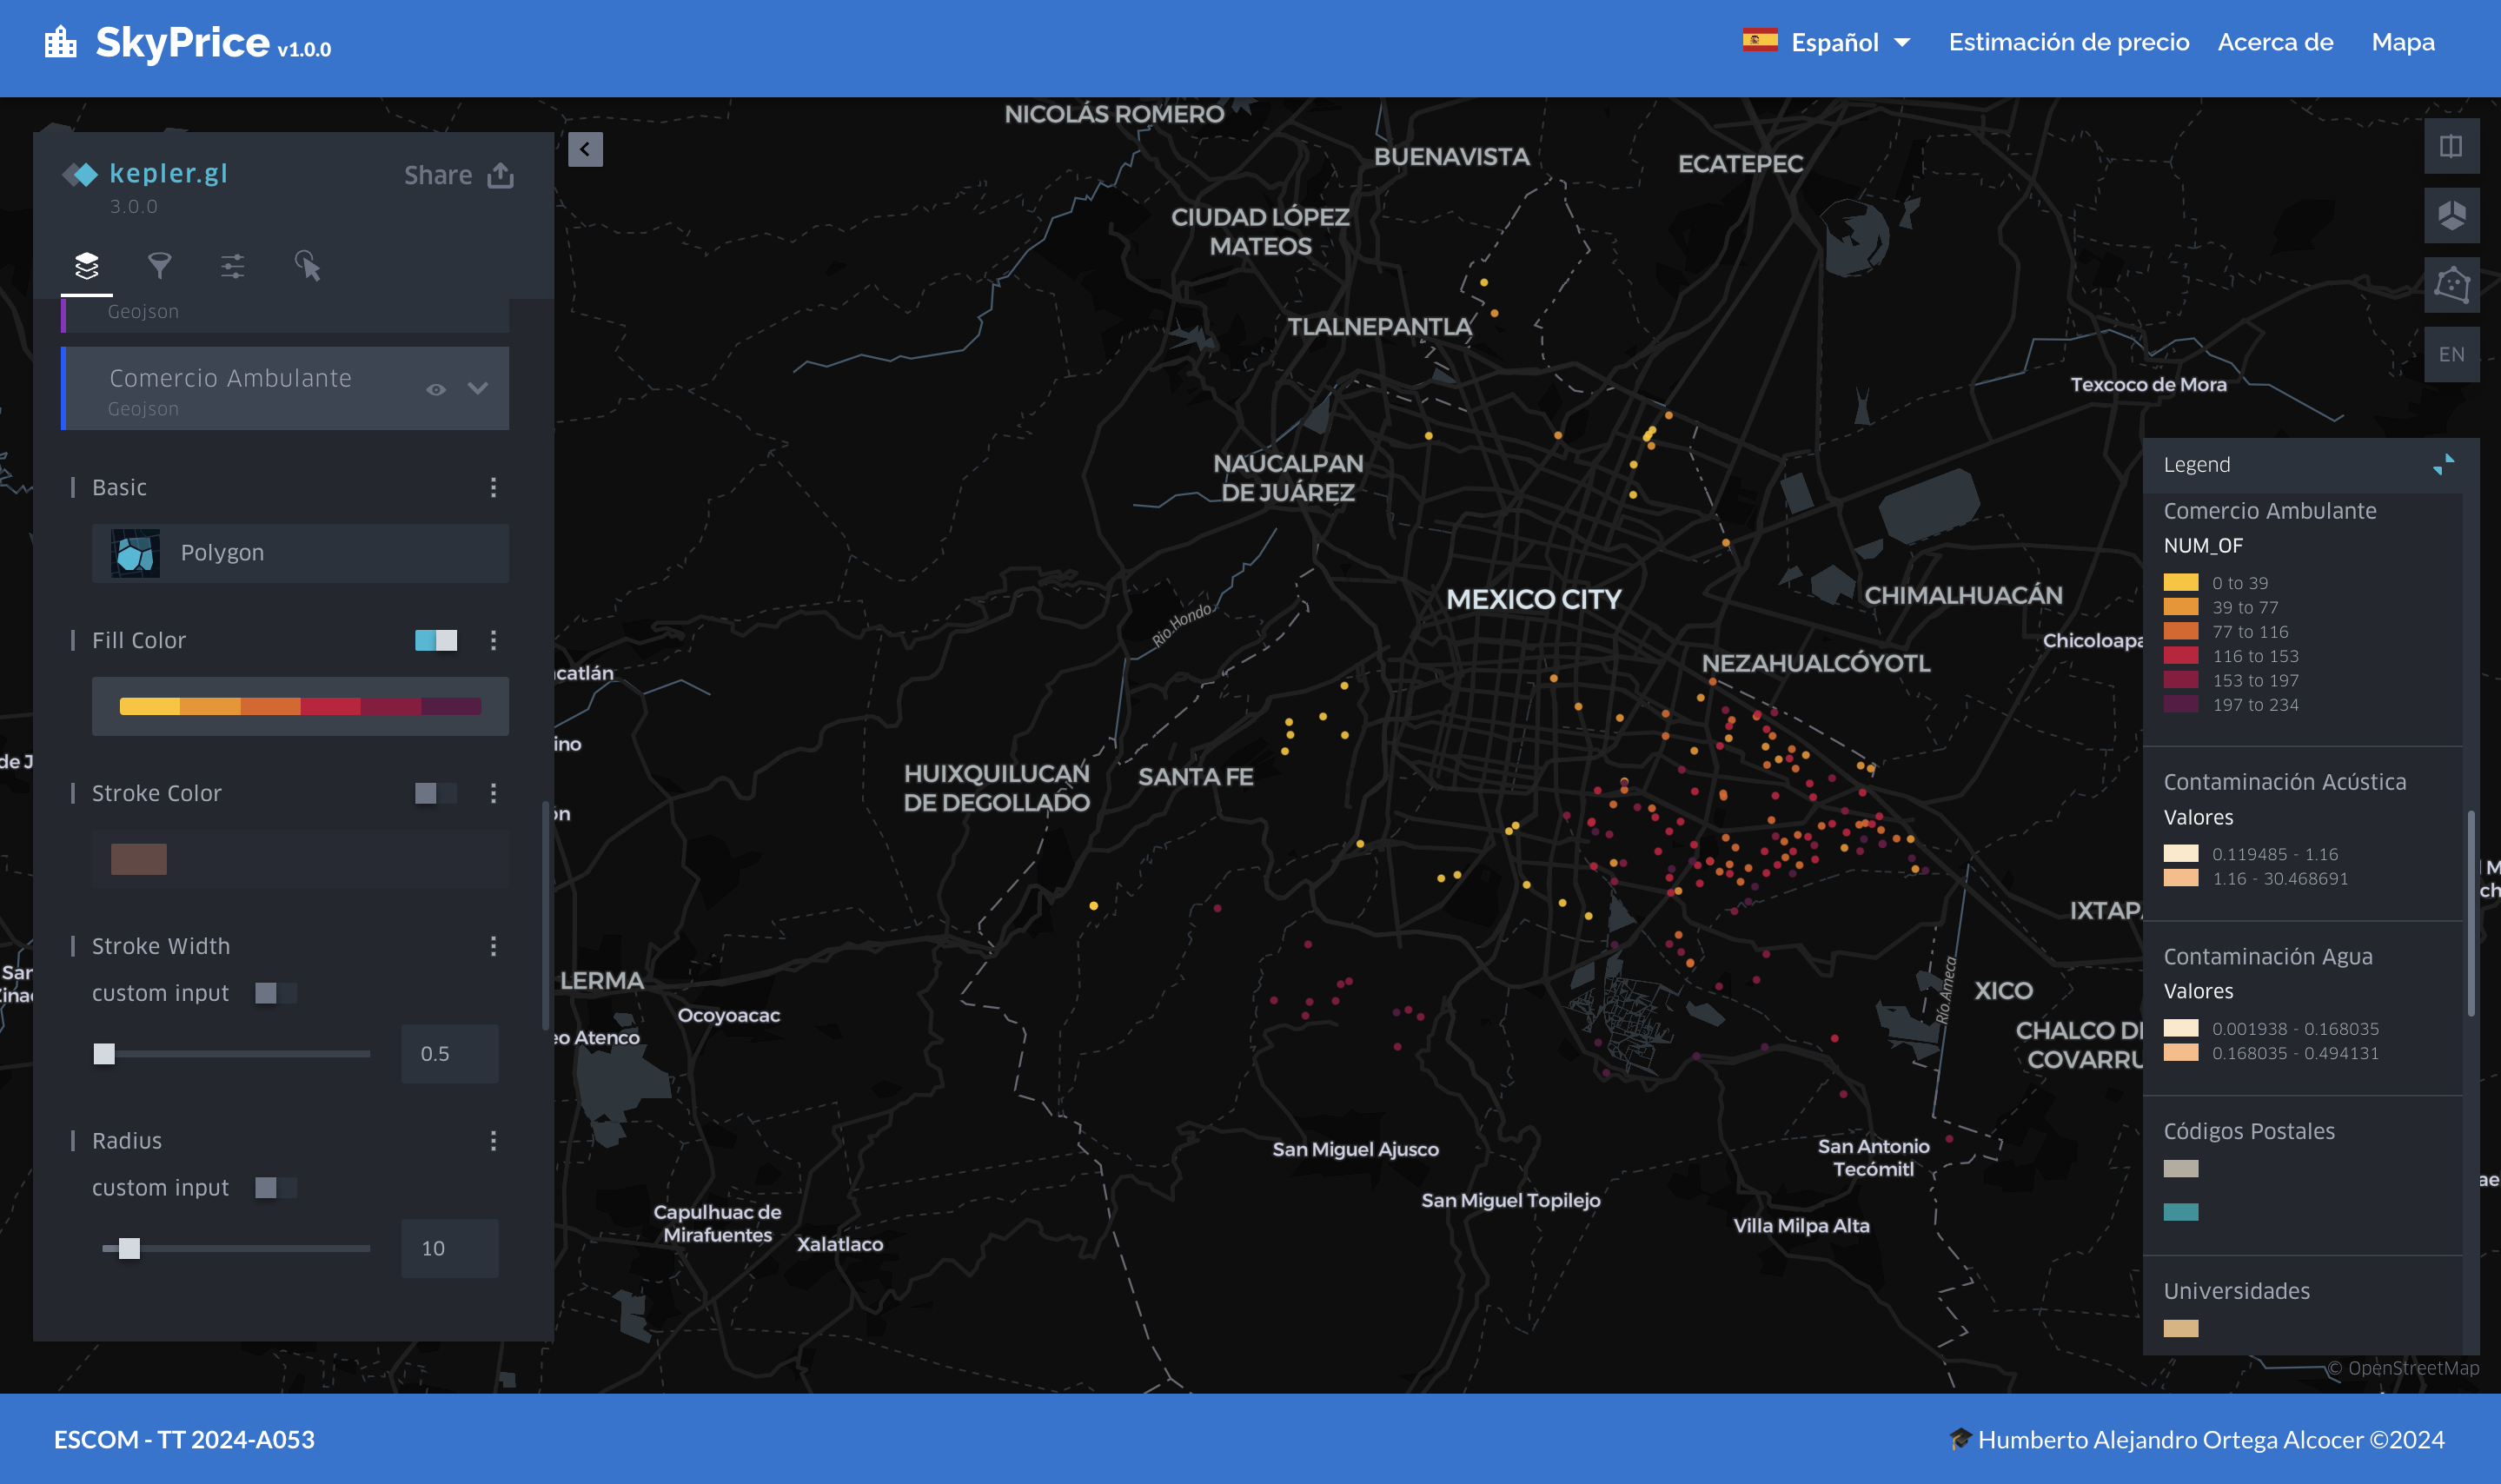 SkyPrice v1.0.0
Español
Estimación de precio
Acerca de
Mapa
kepler.gl
3.0.0
Share
Geojson
Comercio Ambulante
Geojson
Basic
Polygon
Fill Color
Stroke Color
Stroke Width
custom input
0.5
Radius
custom input
10
NICOLÁS ROMERO
BUENAVISTA
ECATEPEC
CIUDAD LÓPEZ
MATEOS
TLALNEPANTLA
Texcoco de Mora
NAUCALPAN
DE JUÁREZ
MEXICO CITY
CHIMALHUACÁN
Río Hondo
Chicoloapa
NEZAHUALCÓYOTL
catlán
ino
de J
HUIXQUILUCAN
DE DEGOLLADO
SANTA FE
ón
IXTAP
LERMA
San
Zina
XICO
Río Ameca
Ocoyoacac
eo Atenco
CHALCO DE
COVARRU
San Miguel Ajusco
San Antonio
Tecómitl
San Miguel Topilejo
Capulhuac de
Mirafuentes
Xalatlaco
Villa Milpa Alta
EN
Legend
Comercio Ambulante
NUM_OF
0 to 39
39 to 77
77 to 116
116 to 153
153 to 197
197 to 234
Contaminación Acústica
Valores
0.119485 - 1.16
1.16 - 30.468691
Contaminación Agua
Valores
0.001938 - 0.168035
0.168035 - 0.494131
Códigos Postales
Universidades
© OpenStreetMap
ESCOM - TT 2024-A053
Humberto Alejandro Ortega Alcocer ©2024